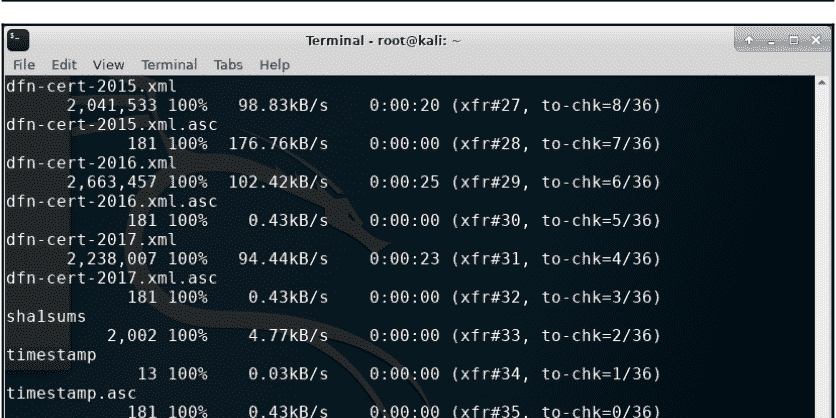 Terminal - root@kali: ~
File Edit View Terminal Tabs Help
dfn-cert-2015.xml
2,041,533 100% 98.83kB/s 0:00:20 (xfr#27, to-chk=8/36)
dfn-cert-2015.xml.asc
181 100% 176.76kB/s 0:00:00 (xfr#28, to-chk=7/36)
dfn-cert-2016.xml
2,663,457 100% 102.42kB/s 0:00:25 (xfr#29, to-chk=6/36)
dfn-cert-2016.xml.asc
181 100% 0.43kB/s 0:00:00 (xfr#30, to-chk=5/36)
dfn-cert-2017.xml
2,238,007 100% 94.44kB/s 0:00:23 (xfr#31, to-chk=4/36)
dfn-cert-2017.xml.asc
181 100% 0.43kB/s 0:00:00 (xfr#32, to-chk=3/36)
sha1sums
2,002 100% 4.77kB/s 0:00:00 (xfr#33, to-chk=2/36)
timestamp
13 100% 0.03kB/s 0:00:00 (xfr#34, to-chk=1/36)
timestamp.asc
181 100% 0.43kB/s 0:00:00 (xfr#35, to-chk=0/36)